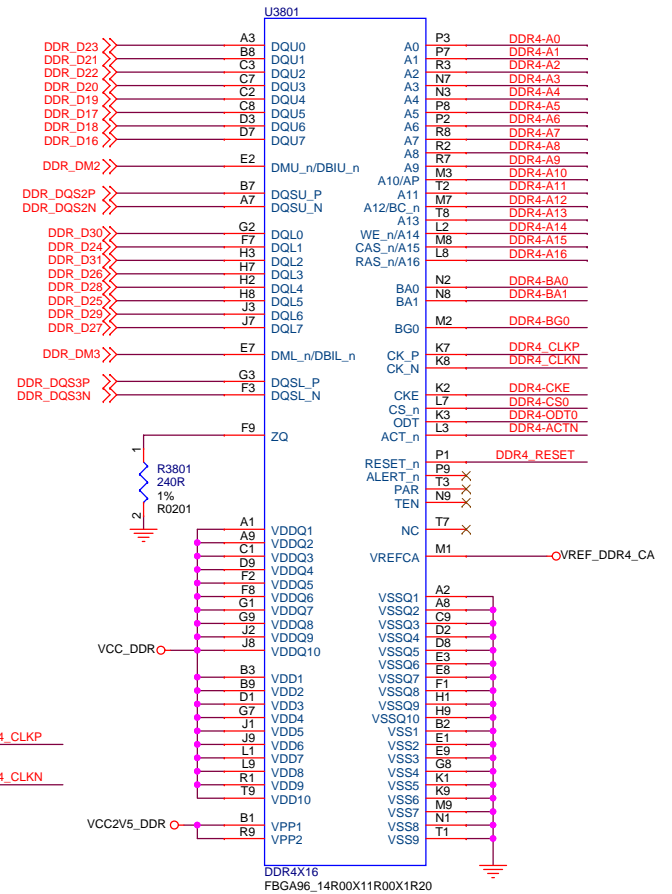 U3801
DDR_D23 A3 DQU0
DDR_D21 B8 DQU1
DDR_D22 C3 DQU2
DDR_D20 C7 DQU3
DDR_D19 C2 DQU4
DDR_D17 C8 DQU5
DDR_D18 D3 DQU6
DDR_D16 D7 DQU7
DDR_DM2 E2 DMU_n/DBIU_n
DDR_DQS2P B7 DQSU_P
DDR_DQS2N A7 DQSU_N
DDR_D30 G2 DQL0
DDR_D24 F7 DQL1
DDR_D31 H3 DQL2
DDR_D26 H7 DQL3
DDR_D28 H2 DQL4
DDR_D25 H8 DQL5
DDR_D29 J3 DQL6
DDR_D27 J7 DQL7
DDR_DM3 E7 DML_n/DBIL_n
DDR_DQS3P G3 DQSL_P
DDR_DQS3N F3 DQSL_N
F9 ZQ
1
R3801
240R
1%
R0201
2
A1 VDDQ1
A9 VDDQ2
C1 VDDQ3
D9 VDDQ4
F2 VDDQ5
F8 VDDQ6
G1 VDDQ7
G9 VDDQ8
J2 VDDQ9
VCC_DDR J8 VDDQ10
B3 VDD1
B9 VDD2
D1 VDD3
G7 VDD4
J1 VDD5
J9 VDD6
L1 VDD7
L9 VDD8
R1 VDD9
T9 VDD10
4_CLKP
4_CLKN
VCC2V5_DDR B1 VPP1
R9 VPP2
A0 P3 DDR4-A0
A1 P7 DDR4-A1
A2 R3 DDR4-A2
A3 N7 DDR4-A3
A4 N3 DDR4-A4
A5 P8 DDR4-A5
A6 P2 DDR4-A6
A7 R8 DDR4-A7
A8 R2 DDR4-A8
A9 R7 DDR4-A9
A10/AP M3 DDR4-A10
A11 T2 DDR4-A11
A12/BC_n M7 DDR4-A12
A13 T8 DDR4-A13
WE_n/A14 L2 DDR4-A14
CAS_n/A15 M8 DDR4-A15
RAS_n/A16 L8 DDR4-A16
BA0 N2 DDR4-BA0
BA1 N8 DDR4-BA1
BG0 M2 DDR4-BG0
CK_P K7 DDR4_CLKP
CK_N K8 DDR4_CLKN
CKE K2 DDR4-CKE
CS_n L7 DDR4-CS0
ODT K3 DDR4-ODT0
ACT_n L3 DDR4-ACTN
RESET_n P1 DDR4_RESET
ALERT_n P9
PAR T3
TEN N9
NC T7
VREFCA M1 VREF_DDR4_CA
VSSQ1 A2
VSSQ2 A8
VSSQ3 C9
VSSQ4 D2
VSSQ5 D8
VSSQ6 E3
VSSQ7 E8
VSSQ8 F1
VSSQ9 H1
VSSQ10 H9
VSS1 B2
VSS2 E1
VSS3 E9
VSS4 G8
VSS5 K1
VSS6 K9
VSS7 M9
VSS8 N1
VSS9 T1
DDR4X16
FBGA96_14R00X11R00X1R20